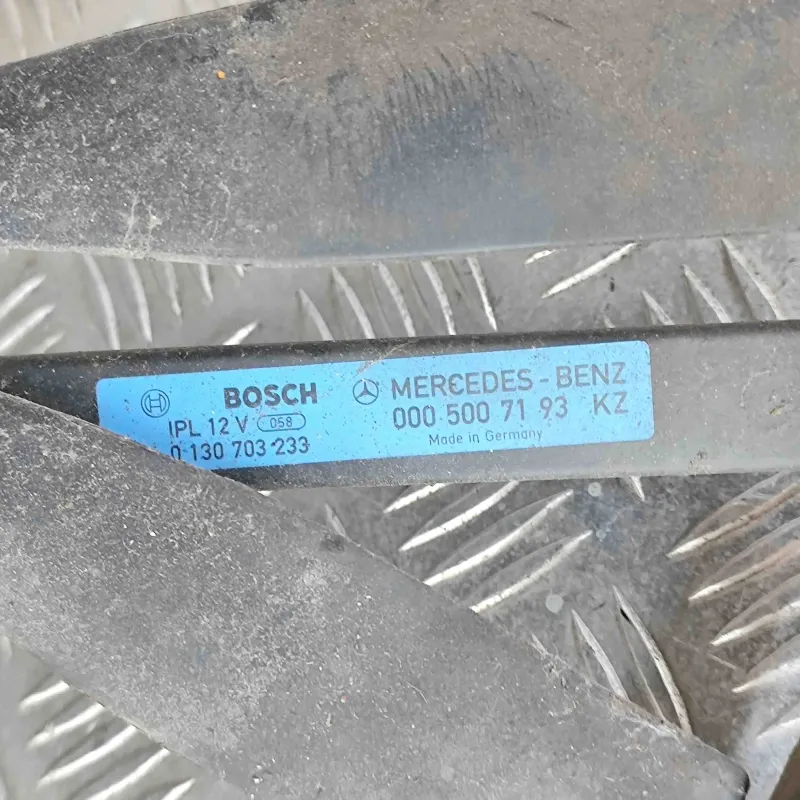 BOSCH
IPL 12 V 058
0 130 703 233
MERCEDES-BENZ
000 500 71 93 KZ
Made in Germany